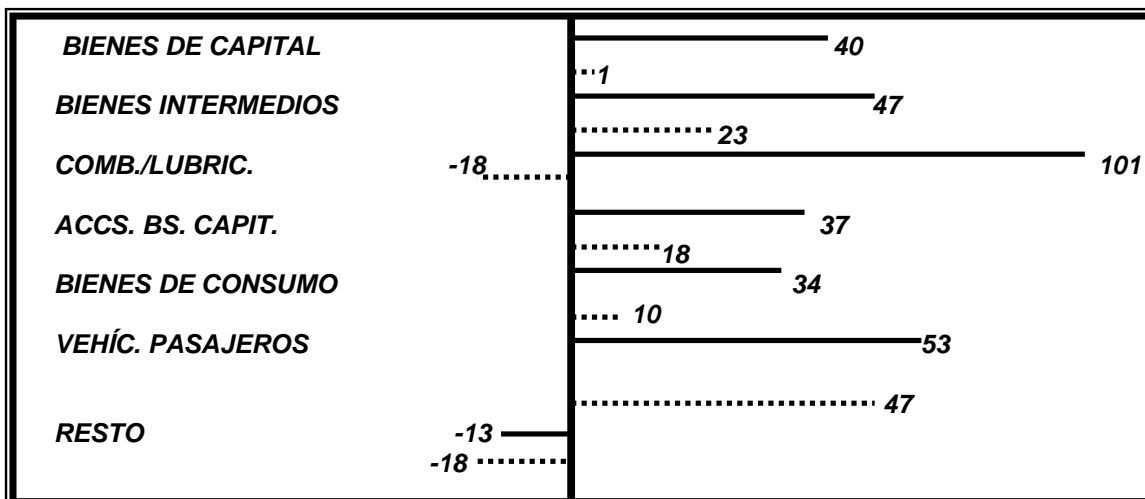 BIENES DE CAPITAL 40
1
BIENES INTERMEDIOS 47
23
COMB./LUBRIC. -18 101
ACCS. BS. CAPIT. 37
18
BIENES DE CONSUMO 34
10
VEHÍC. PASAJEROS 53
47
RESTO -13
-18